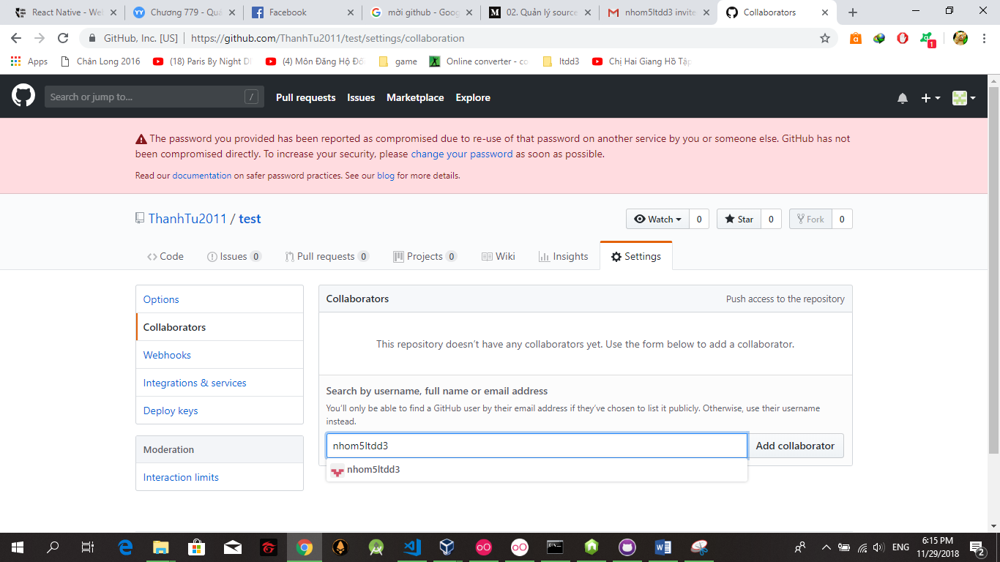 React Native - Web
Chương 779 - Quả
Facebook
mời github - Goog
02. Quản lý source
nhom5ltdd3 invite
Collaborators
GitHub, Inc. [US]
https://github.com/ThanhTu2011/test/settings/collaboration
1
Apps
Chân Long 2016
(18) Paris By Night DI
(4) Môn Đăng Hộ Đối
game
Online converter - co
ltdd3
Chị Hai Giang Hồ Tập
Search or jump to...
/
Pull requests
Issues
Marketplace
Explore
The password you provided has been reported as compromised due to re-use of that password on another service by you or someone else. GitHub has
not been compromised directly. To increase your security, please change your password as soon as possible.
Read our documentation on safer password practices. See our blog for more details.
ThanhTu2011 / test
Watch
0
Star
0
Fork
0
Code
Issues 0
Pull requests 0
Projects 0
Wiki
Insights
Settings
Options
Collaborators
Webhooks
Integrations & services
Deploy keys
Moderation
Interaction limits
Collaborators
Push access to the repository
This repository doesn't have any collaborators yet. Use the form below to add a collaborator.
Search by username, full name or email address
You'll only be able to find a GitHub user by their email address if they've chosen to list it publicly. Otherwise, use their username
instead.
nhom5ltdd3
Add collaborator
nhom5ltdd3
ENG
6:15 PM
11/29/2018
2